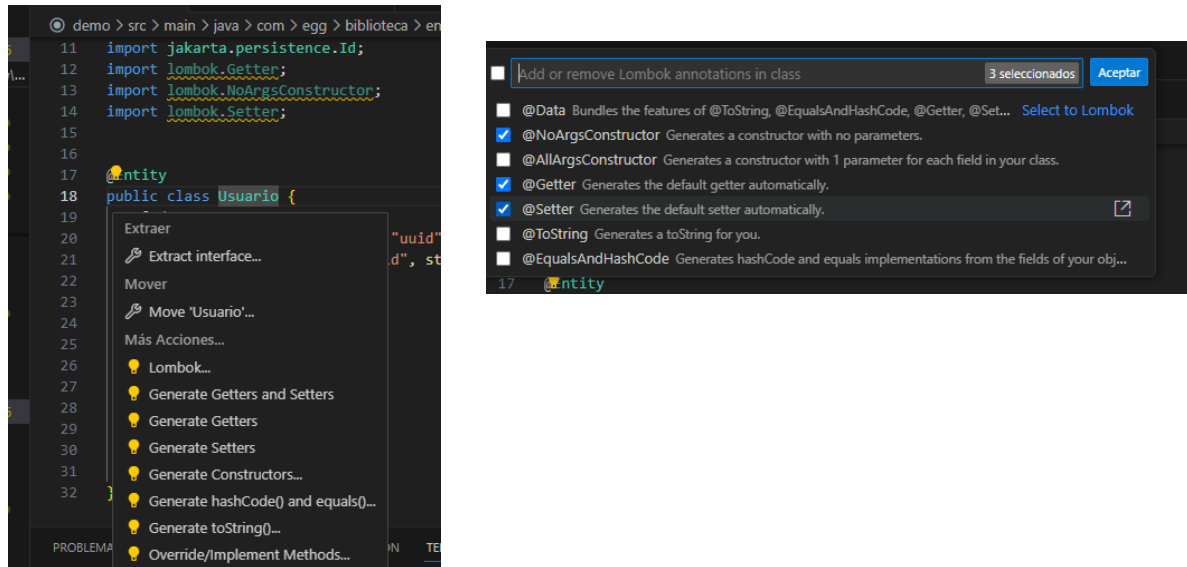 demo > src > main > java > com > egg > biblioteca > en
11 import jakarta.persistence.Id;
12 import lombok.Getter;
13 import lombok.NoArgsConstructor;
14 import lombok.Setter;
15
16
17 @Entity
18 public class Usuario {
19
20 "uuid"
21 d", st
22
23
24
25
26
27
28
29
30
31
32 }
Extraer
Extract interface...
Mover
Move 'Usuario'...
Más Acciones...
Lombok...
Generate Getters and Setters
Generate Getters
Generate Setters
Generate Constructors...
Generate hashCode() and equals()...
Generate toString()...
Override/Implement Methods...
PROBLEMA
ON TE
Add or remove Lombok annotations in class 3 seleccionados Aceptar
@Data Bundles the features of @ToString, @EqualsAndHashCode, @Getter, @Set... Select to Lombok
@NoArgsConstructor Generates a constructor with no parameters.
@AllArgsConstructor Generates a constructor with 1 parameter for each field in your class.
@Getter Generates the default getter automatically.
@Setter Generates the default setter automatically.
@ToString Generates a toString for you.
@EqualsAndHashCode Generates hashCode and equals implementations from the fields of your obj...
17 @Entity